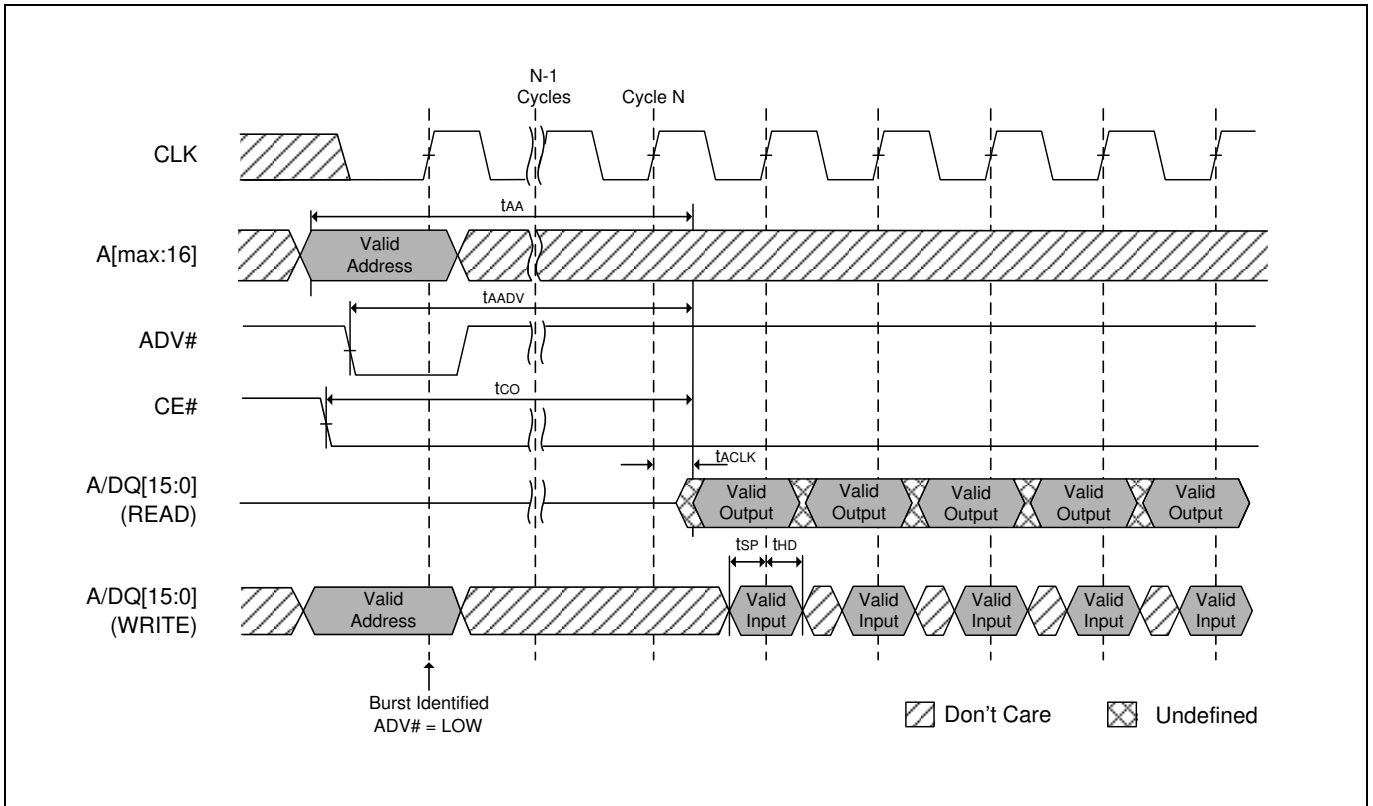 N-1
Cycles
Cycle N
CLK
tAA
A[max:16]
Valid
Address
tAADV
ADV#
tCO
CE#
tACLK
A/DQ[15:0]
(READ)
Valid
Output
Valid
Output
Valid
Output
Valid
Output
Valid
Output
tSP
tHD
A/DQ[15:0]
(WRITE)
Valid
Address
Valid
Input
Valid
Input
Valid
Input
Valid
Input
Valid
Input
Burst Identified
ADV# = LOW
Don't Care
Undefined